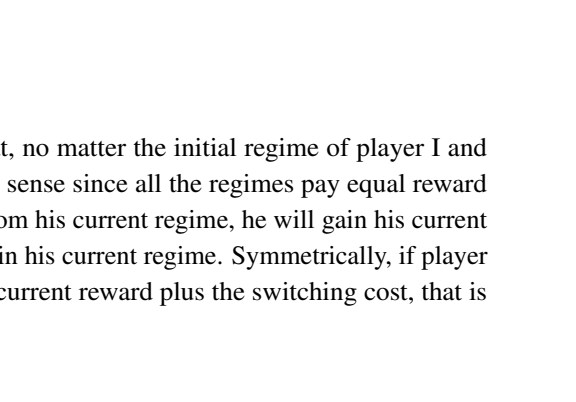 t, no matter the initial regime of player I and
sense since all the regimes pay equal reward
om his current regime, he will gain his current
in his current regime. Symmetrically, if player
current reward plus the switching cost, that is